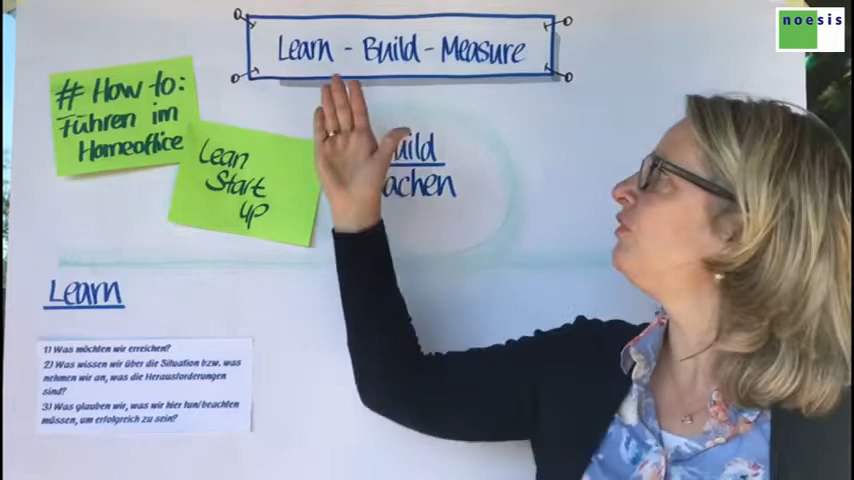 noesis
Learn - Build - Measure
# How to:
Führen im
Homeoffice
Lean
Start
up
uild
achen
Learn
1) Was möchten wir erreichen?
2) Was wissen wir über die Situation bzw. was
nehmen wir an, was die Herausforderungen
sind?
3) Was glauben wir, was wir hier tun/beachten
müssen, um erfolgreich zu sein?